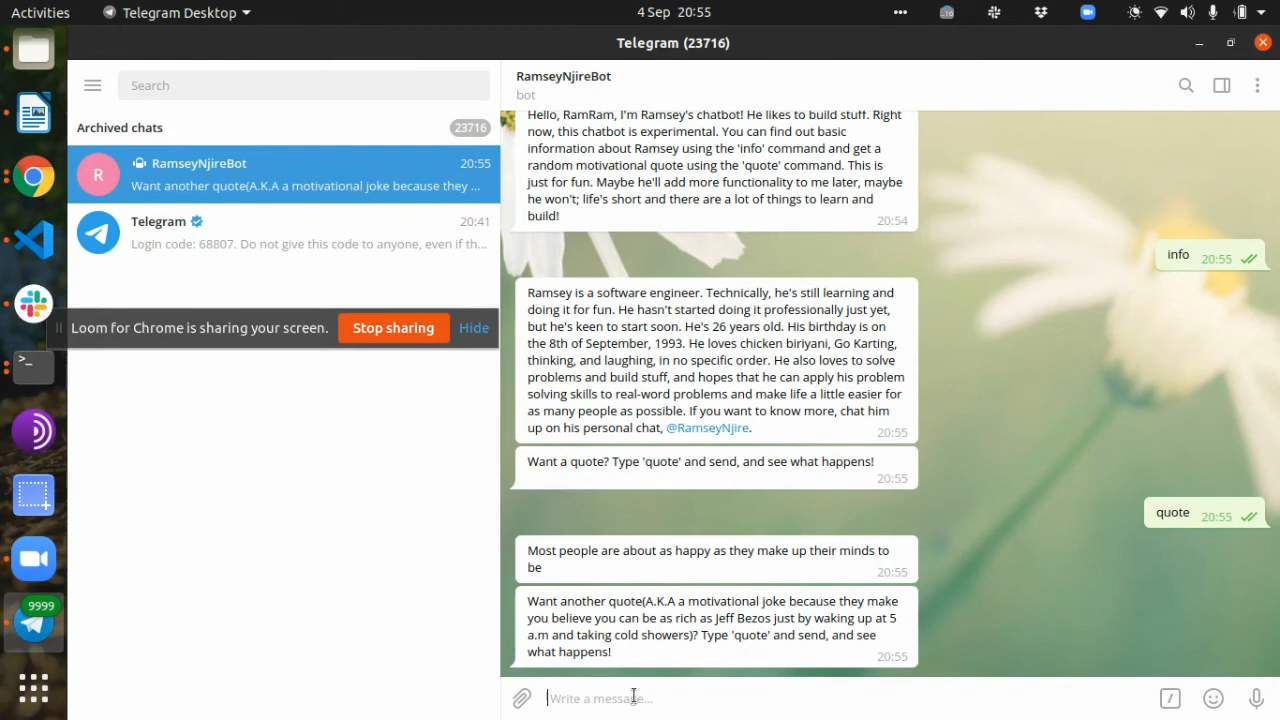 Activities
Telegram Desktop
4 Sep 20:55
Telegram (23716)
Search
Archived chats
23716
R
RamseyNjireBot
20:55
Want another quote(A.K.A a motivational joke because they ...
Telegram
20:41
Login code: 68807. Do not give this code to anyone, even if th...
Loom for Chrome is sharing your screen.
Stop sharing
Hide
9999
RamseyNjireBot
bot
Hello, RamRam, I'm Ramsey's chatbot! He likes to build stuff. Right
now, this chatbot is experimental. You can find out basic
information about Ramsey using the 'info' command and get a
random motivational quote using the 'quote' command. This is
just for fun. Maybe he'll add more functionality to me later, maybe
he won't; life's short and there are a lot of things to learn and
build!
20:54
info
20:55
Ramsey is a software engineer. Technically, he's still learning and
doing it for fun. He hasn't started doing it professionally just yet,
but he's keen to start soon. He's 26 years old. His birthday is on
the 8th of September, 1993. He loves chicken biriyani, Go Karting,
thinking, and laughing, in no specific order. He also loves to solve
problems and build stuff, and hopes that he can apply his problem
solving skills to real-word problems and make life a little easier for
as many people as possible. If you want to know more, chat him
up on his personal chat, @RamseyNjire.
20:55
Want a quote? Type 'quote' and send, and see what happens!
20:55
quote
20:55
Most people are about as happy as they make up their minds to
be
20:55
Want another quote(A.K.A a motivational joke because they make
you believe you can be as rich as Jeff Bezos just by waking up at 5
a.m and taking cold showers)? Type 'quote' and send, and see
what happens!
20:55
Write a message...